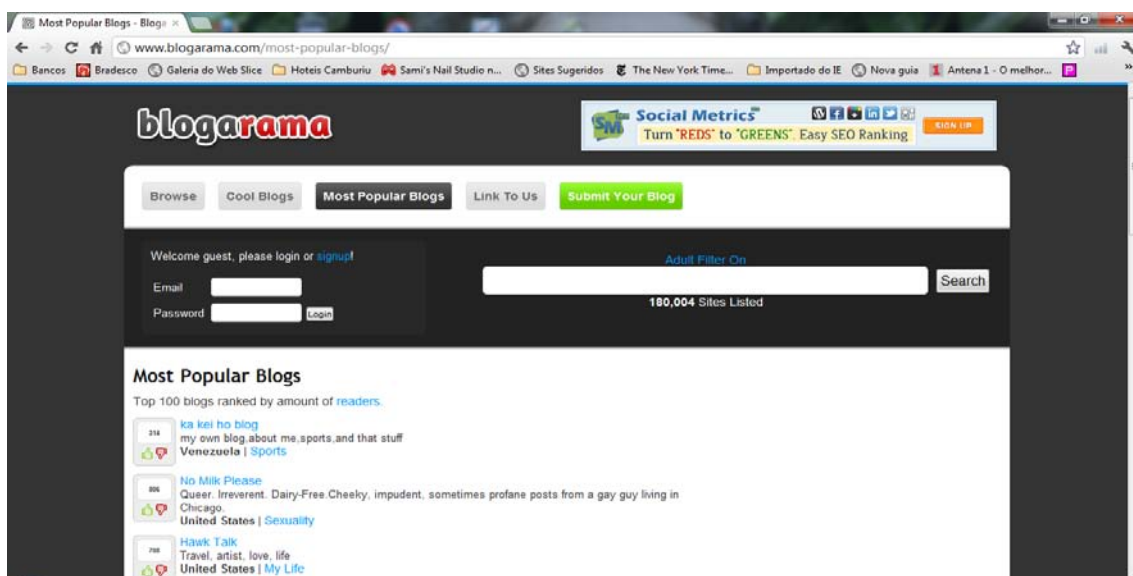 Most Popular Blogs - Bloga
www.blogarama.com/most-popular-blogs/
Bancos Bradesco Galeria do Web Slice Hoteis Camburiu Sami's Nail Studio n... Sites Sugeridos The New York Time... Importado do IE Nova guia Antena 1 - O melhor... »
blogarama
SM Social Metrics
Turn "REDS" to "GREENS". Easy SEO Ranking
SIGN UP
Browse Cool Blogs Most Popular Blogs Link To Us Submit Your Blog
Welcome guest, please login or signup!
Email
Password Login
Adult Filter On
Search
180,004 Sites Listed
Most Popular Blogs
Top 100 blogs ranked by amount of readers.
ka kei ho blog
my own blog,about me,sports,and that stuff
Venezuela | Sports
No Milk Please
Queer. Irreverent. Dairy-Free.Cheeky, impudent, sometimes profane posts from a gay guy living in
Chicago.
United States | Sexuality
Hawk Talk
Travel, artist, love, life
United States | My Life